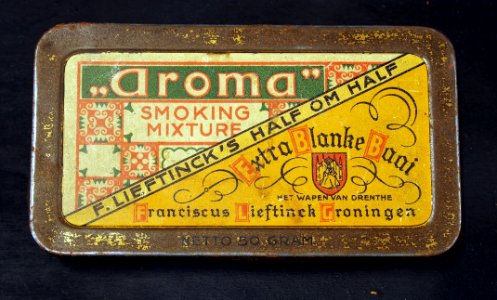 „aroma”
SMOKING
MIXTURE
F. LIEFTINCK'S HALF OM HALF
Extra Blanke Baai
HET WAPEN VAN DRENTHE
Franciscus Lieftinck Groningen
NETTO 50 GRAM